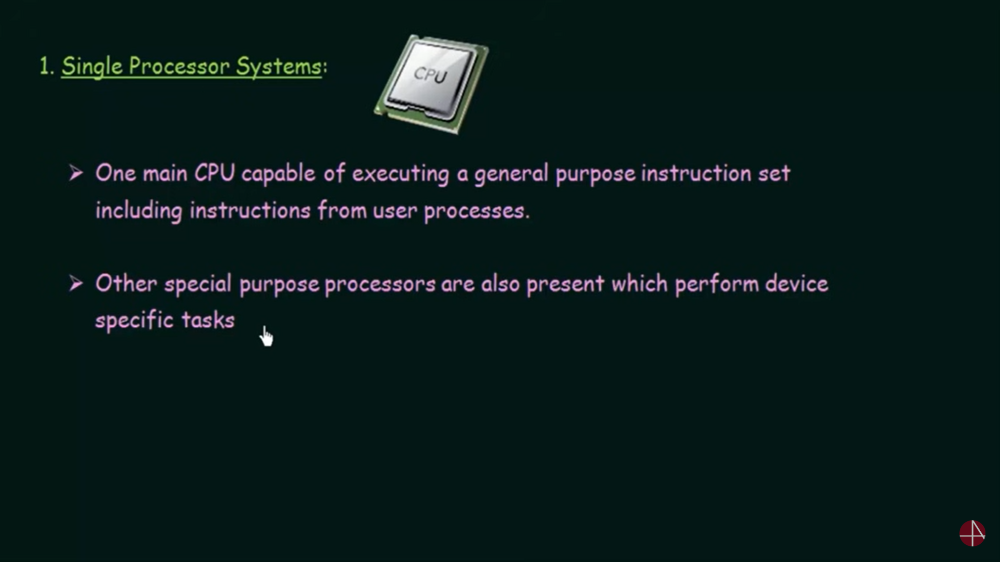 1. Single Processor Systems:
CPU
➢ One main CPU capable of executing a general purpose instruction set
including instructions from user processes.
➢ Other special purpose processors are also present which perform device
specific tasks